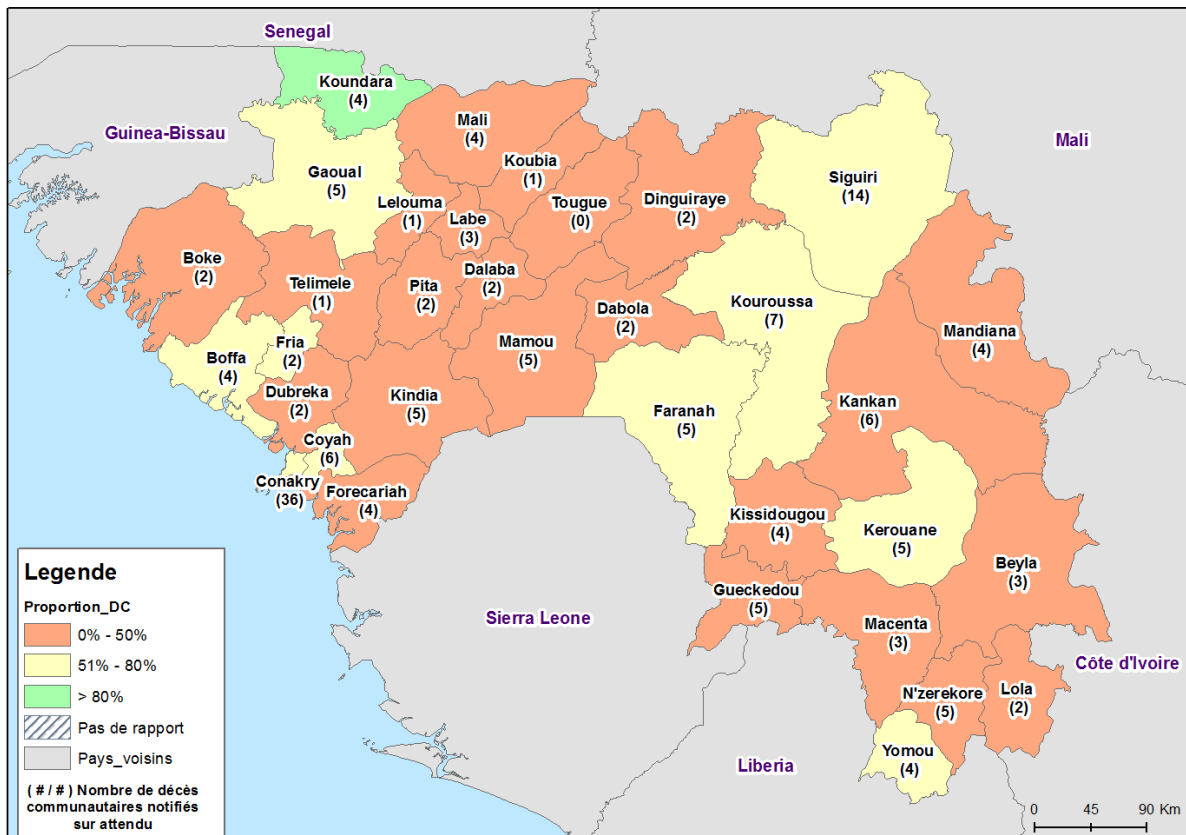 Senegal
Koundara
(4)
Guinea-Bissau
Mali
(4)
Mali
Koubia
(1)
Gaoual
(5)
Siguiri
(14)
Lelouma
(1)
Labe
(3)
Tougue
(0)
Dinguiraye
(2)
Boke
(2)
Telimele
(1)
Pita
(2)
Dalaba
(2)
Dabola
(2)
Kouroussa
(7)
Mandiana
(4)
Fria
(2)
Boffa
(4)
Mamou
(5)
Dubreka
(2)
Kindia
(5)
Faranah
(5)
Kankan
(6)
Coyah
(6)
Conakry
(36)
Forecariah
(4)
Kissidougou
(4)
Kerouane
(5)
Beyla
(3)
Gueckedou
(5)
Macenta
(3)
Sierra Leone
Côte d'Ivoire
N'zerekore
(5)
Lola
(2)
Yomou
(4)
Liberia
Legende
Proportion_DC
0% - 50%
51% - 80%
> 80%
Pas de rapport
Pays_voisins
( # / # ) Nombre de décès
communautaires notifiés
sur attendu
0 45 90 Km